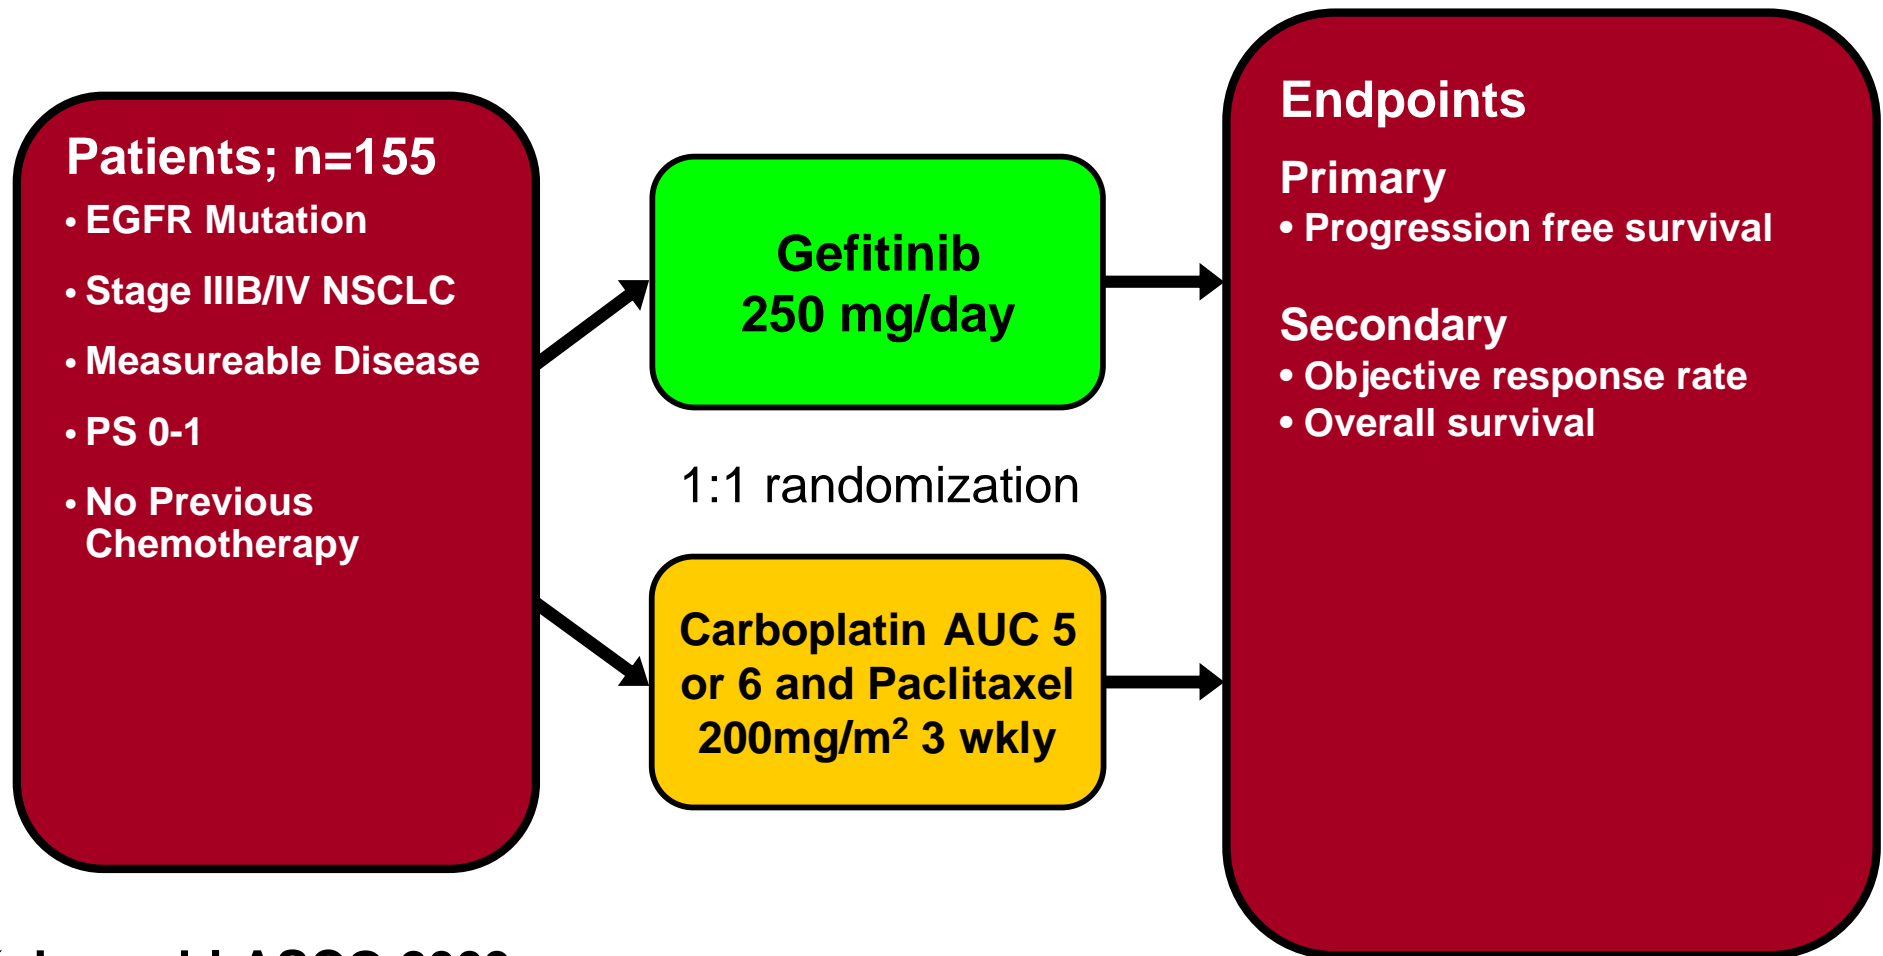 Patients; n=155
• EGFR Mutation
• Stage IIIB/IV NSCLC
• Measureable Disease
• PS 0-1
• No Previous
Chemotherapy
Gefitinib
250 mg/day
1:1 randomization
Carboplatin AUC 5
or 6 and Paclitaxel
200mg/m² 3 wkly
Endpoints
Primary
• Progression free survival
Secondary
• Objective response rate
• Overall survival